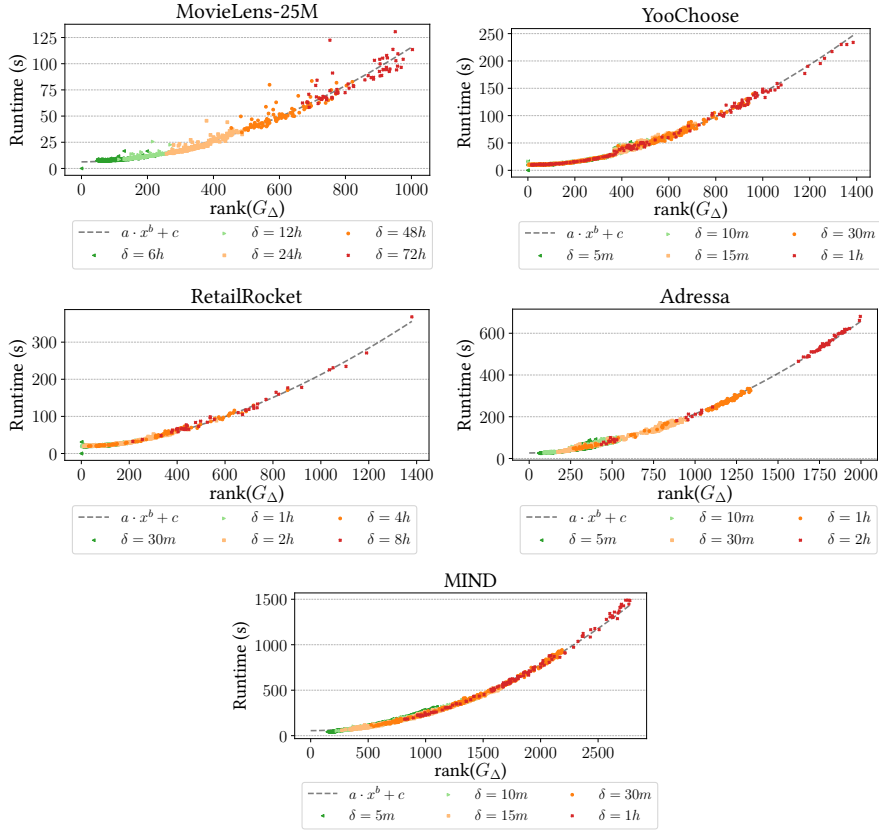 MovieLens-25M
125
100
75
50
25
0
Runtime (s)
0 200 400 600 800 1000
rank(G_Δ)
a · x^b + c δ = 12h δ = 48h
δ = 6h δ = 24h δ = 72h
YooChoose
250
200
150
100
50
0
Runtime (s)
0 200 400 600 800 1000 1200 1400
rank(G_Δ)
a · x^b + c δ = 10m δ = 30m
δ = 5m δ = 15m δ = 1h
RetailRocket
300
200
100
0
Runtime (s)
0 200 400 600 800 1000 1200 1400
rank(G_Δ)
a · x^b + c δ = 1h δ = 4h
δ = 30m δ = 2h δ = 8h
Adressa
600
400
200
0
Runtime (s)
0 250 500 750 1000 1250 1500 1750 2000
rank(G_Δ)
a · x^b + c δ = 10m δ = 1h
δ = 5m δ = 30m δ = 2h
MIND
1500
1000
500
0
Runtime (s)
0 500 1000 1500 2000 2500
rank(G_Δ)
a · x^b + c δ = 10m δ = 30m
δ = 5m δ = 15m δ = 1h